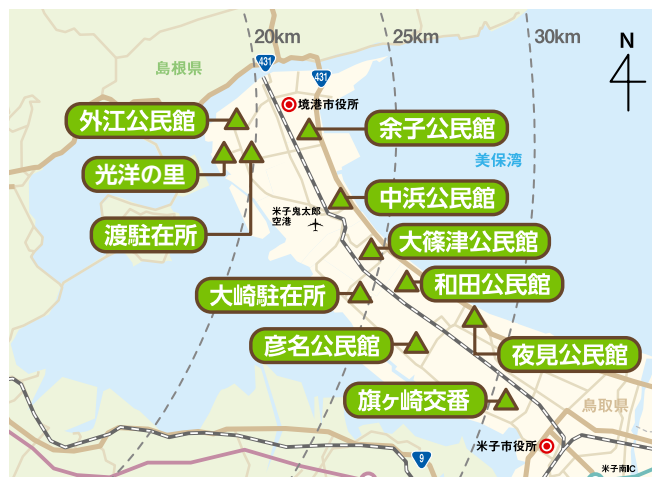 20km
25km
30km
N
島根県
431
431
境港市役所
外江公民館
余子公民館
光洋の里
美保湾
中浜公民館
渡駐在所
米子鬼太郎
空港
大篠津公民館
和田公民館
大崎駐在所
彦名公民館
夜見公民館
旗ヶ崎交番
鳥取県
米子市役所
9
米子南IC